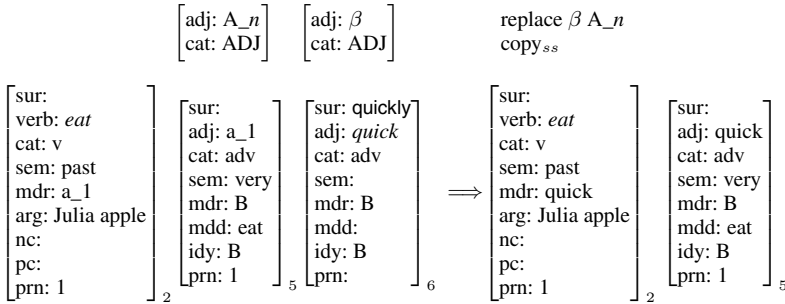 adj: A_n
cat: ADJ
adj: β
cat: ADJ
replace β A_n
copy_ss
sur:
verb: eat
cat: v
sem: past
mdr: a_1
arg: Julia apple
nc:
pc:
prn: 1
2
sur:
adj: a_1
cat: adv
sem: very
mdr: B
mdd: eat
idy: B
prn: 1
5
sur: quickly
adj: quick
cat: adv
sem:
mdr: B
mdd:
idy: B
prn:
6
⟹
sur:
verb: eat
cat: v
sem: past
mdr: quick
arg: Julia apple
nc:
pc:
prn: 1
2
sur:
adj: quick
cat: adv
sem: very
mdr: B
mdd: eat
idy: B
prn: 1
5